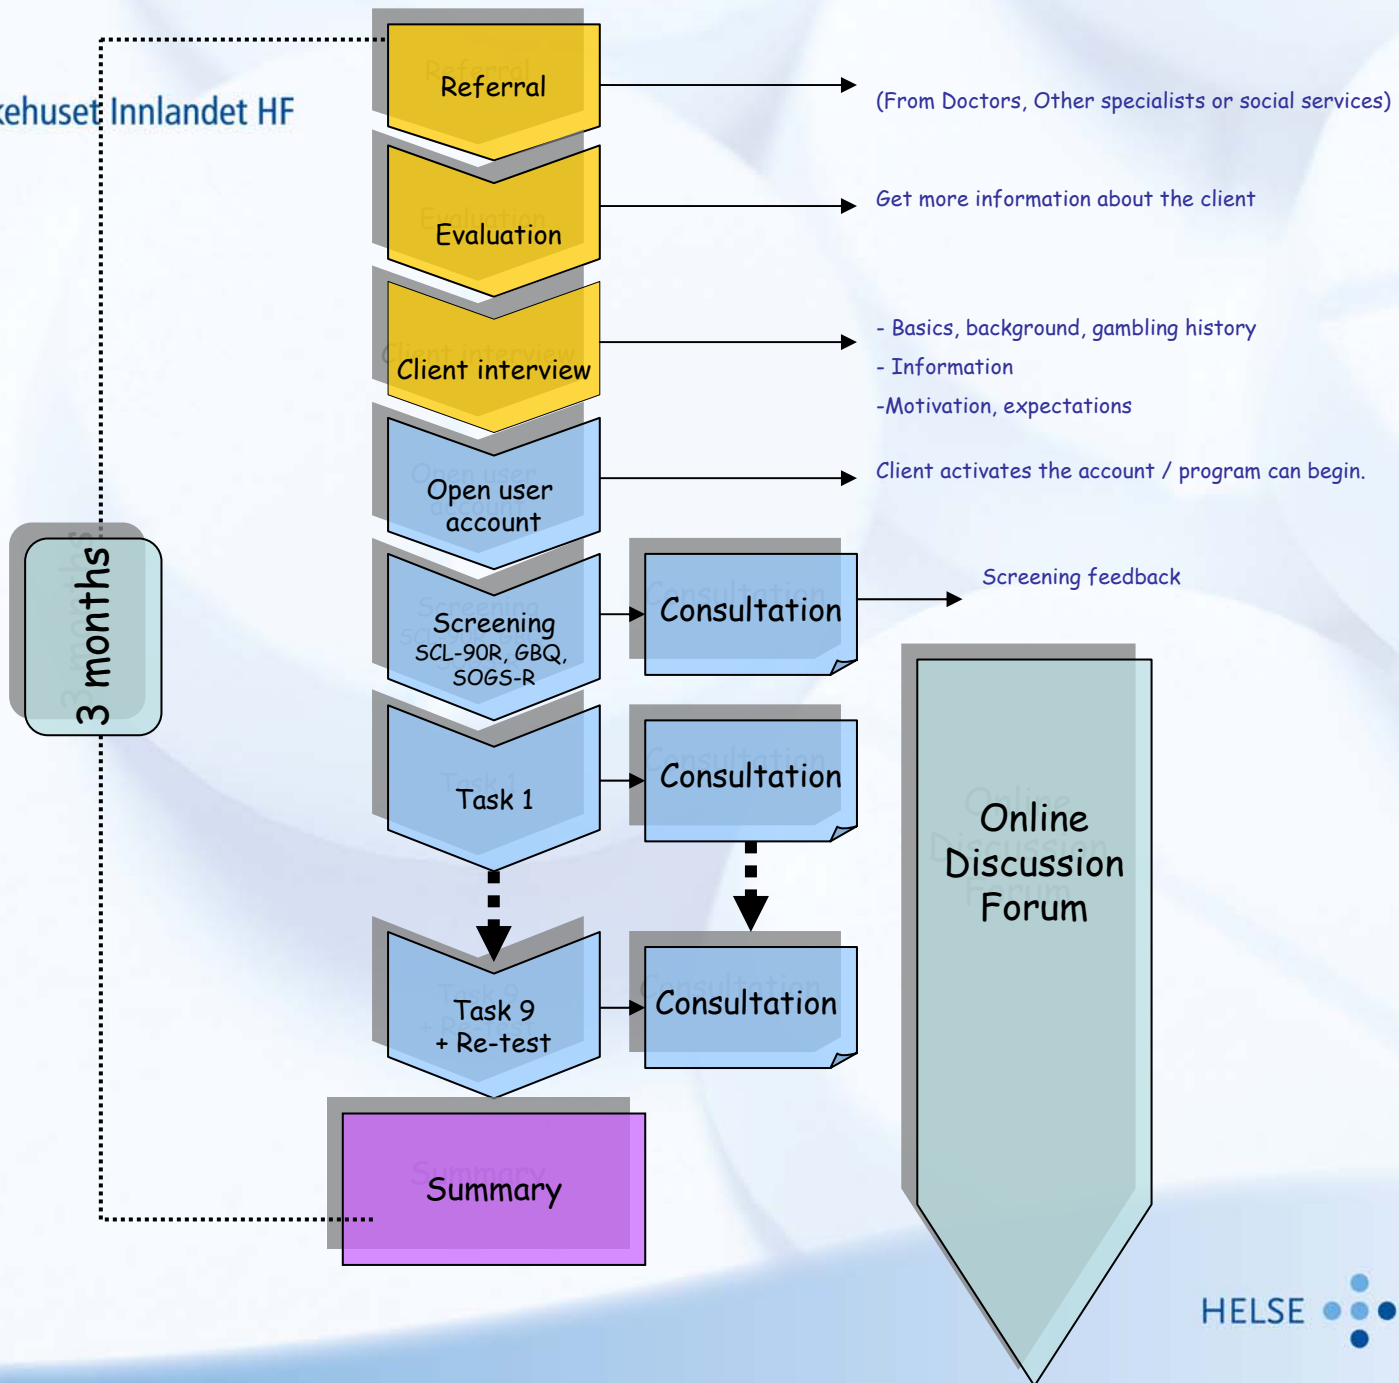 Innlandet HF
Referral
(From Doctors, Other specialists or social services)
Evaluation
Get more information about the client
Client interview
- Basics, background, gambling history
- Information
-Motivation, expectations
Open user
account
Client activates the account / program can begin.
3 months
Screening
SCL-90R, GBQ,
SOGS-R
Consultation
Screening feedback
Task 1
Consultation
Online
Discussion
Forum
Task 9
+ Re-test
Consultation
Summary
HELSE